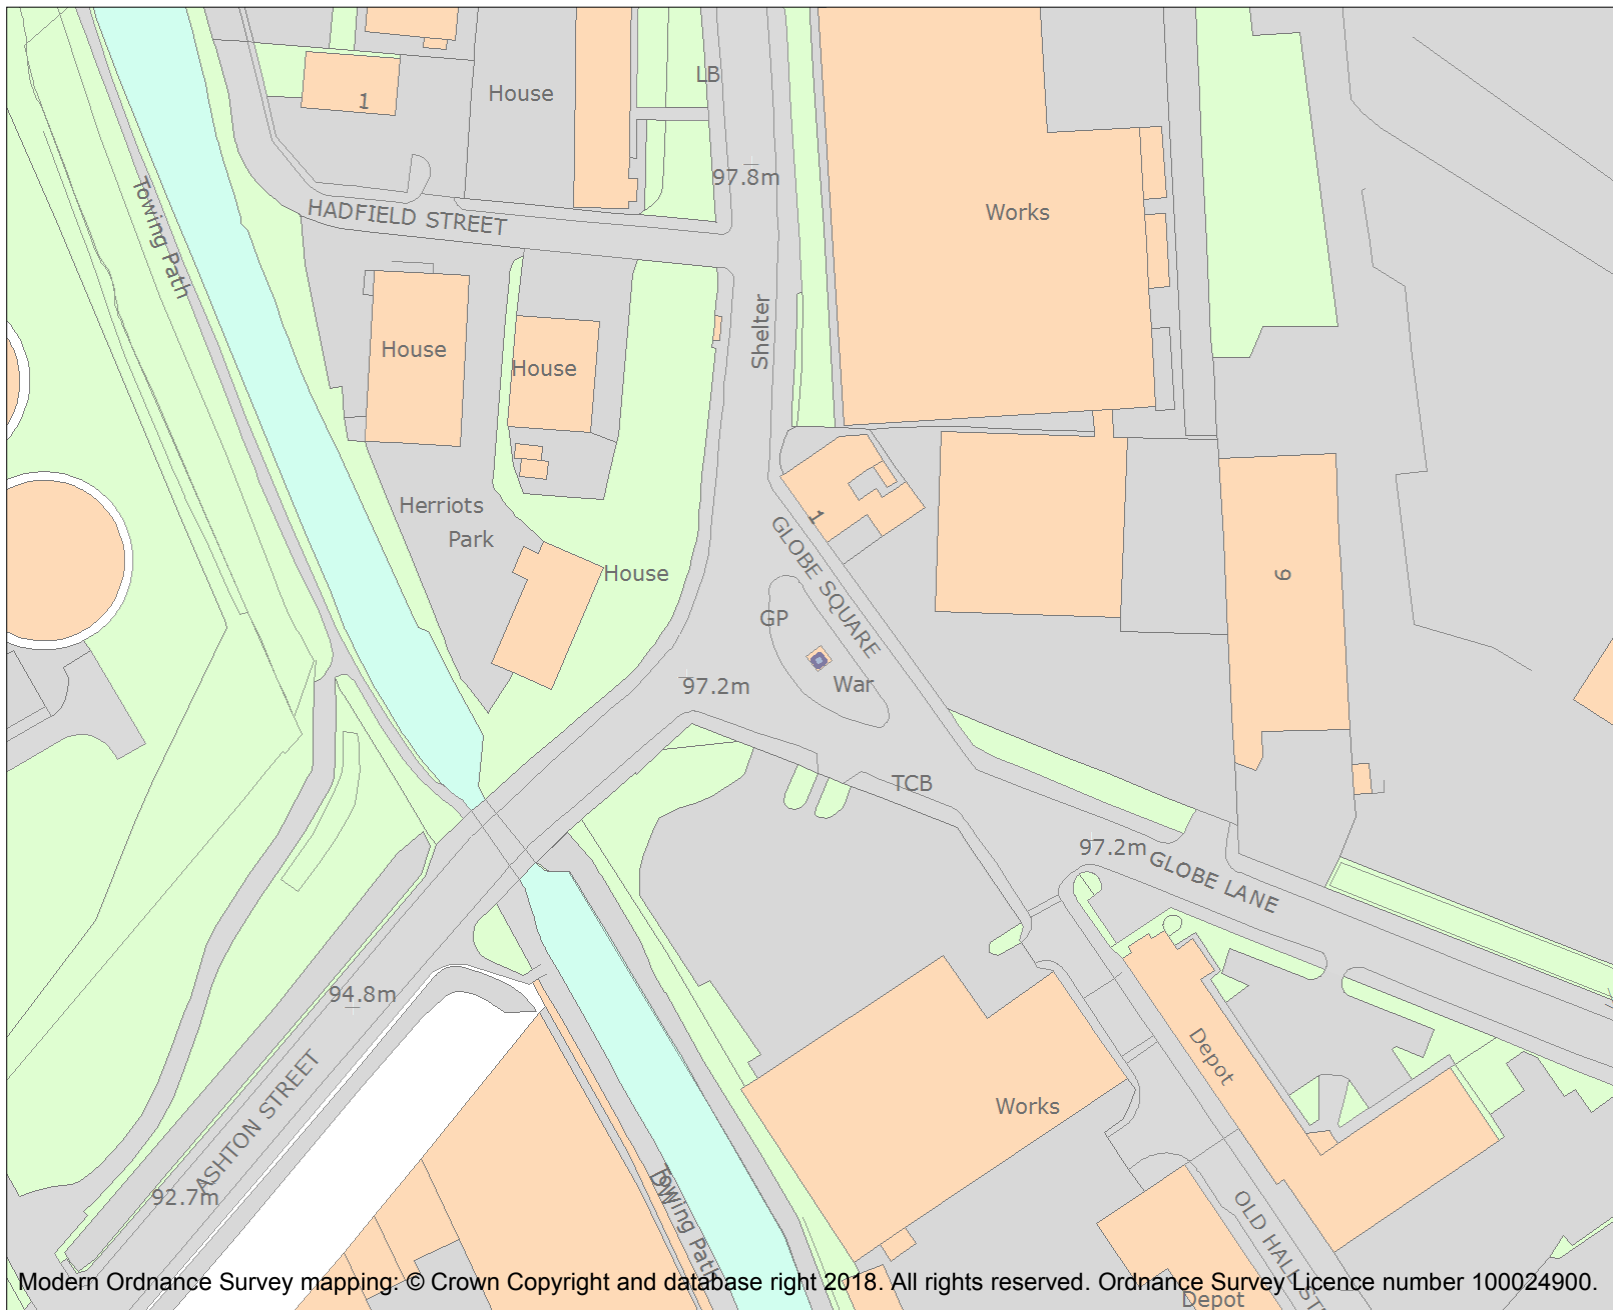 LB
House
1
97.8m
Works
Towing Path
HADFIELD STREET
Shelter
House
House
Herriots
Park
1
GLOBE SQUARE
House
6
GP
War
97.2m
TCB
97.2m
GLOBE LANE
94.8m
Depot
ASHTON STREET
Works
92.7m
Towing Path
OLD HALL ST
Depot
Modern Ordnance Survey mapping: © Crown Copyright and database right 2018. All rights reserved. Ordnance Survey Licence number 100024900.